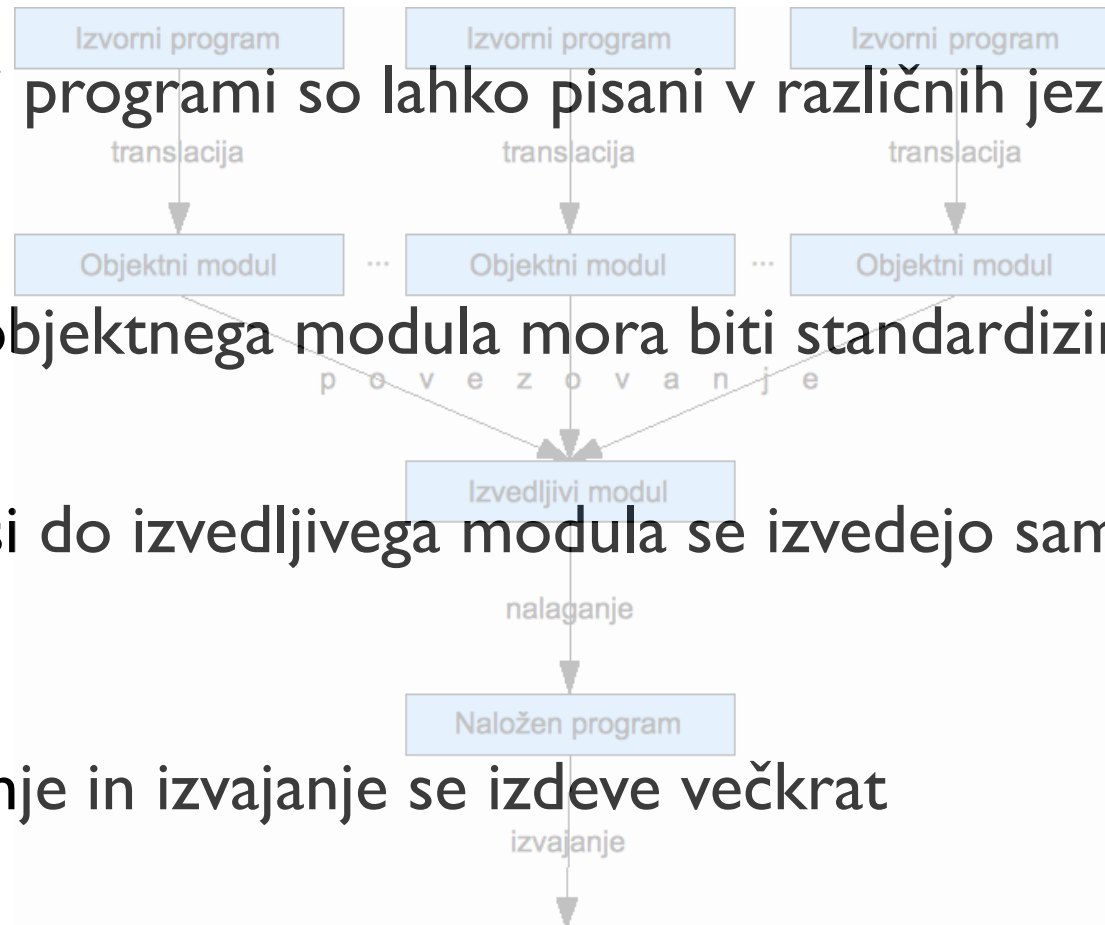 Izvorni program Izvorni program Izvorni program
programi so lahko pisani v različnih jez
translacija translacija translacija
Objektni modul ... Objektni modul ... Objektni modul
bjektnega modula mora biti standardizi
p o v e z o v a n j e
Izvedljivi modul
si do izvedljivega modula se izvedejo sam
nalaganje
Naložen program
nje in izvajanje se izdeve večkrat
izvajanje